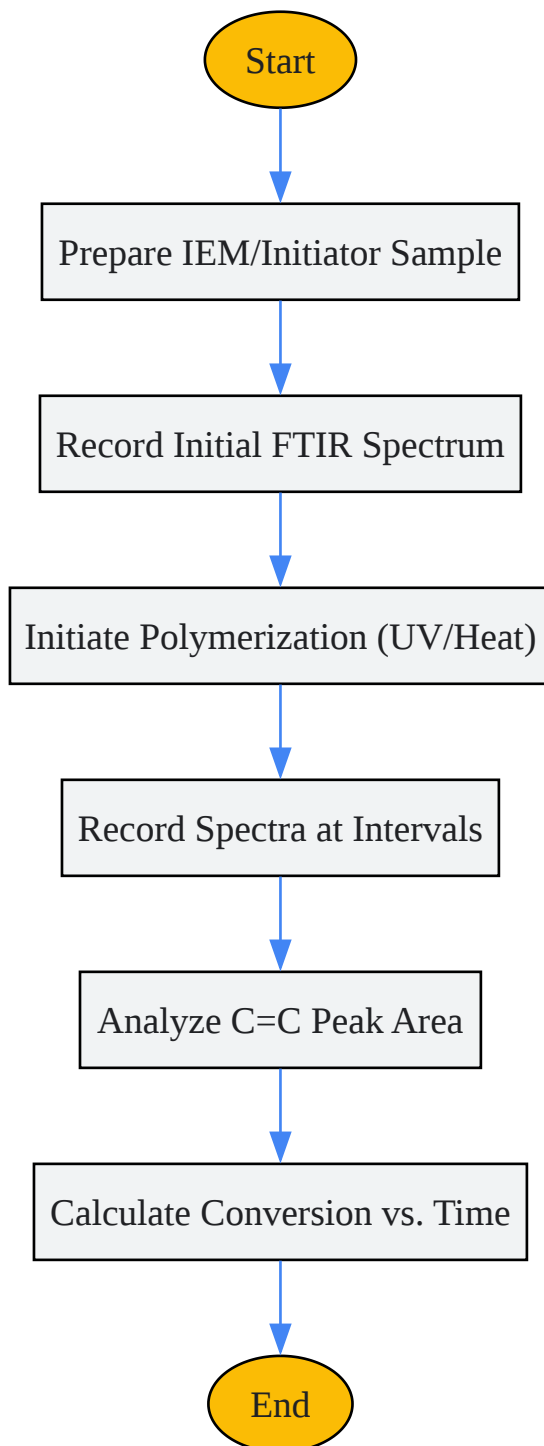 Start
Prepare IEM/Initiator Sample
Record Initial FTIR Spectrum
Initiate Polymerization (UV/Heat)
Record Spectra at Intervals
Analyze C=C Peak Area
Calculate Conversion vs. Time
End